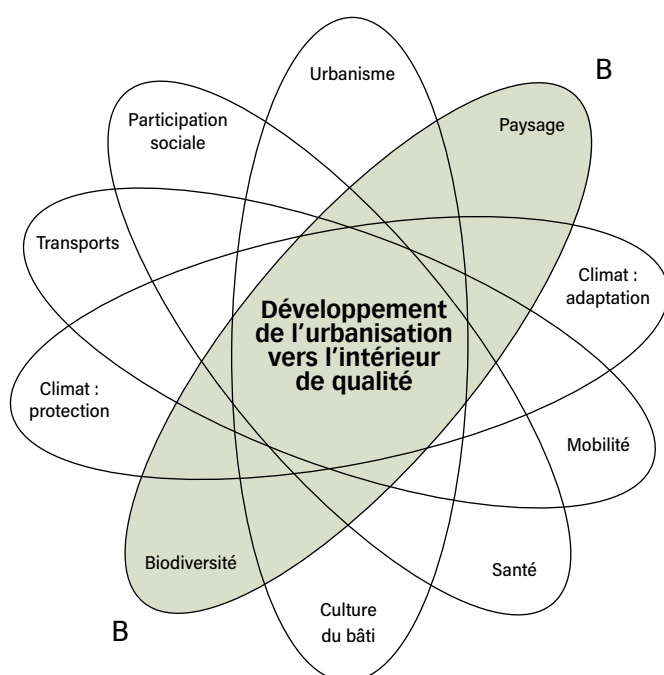 Urbanisme
B
Paysage
Participation
sociale
Transports
Climat :
adaptation
Développement
de l'urbanisation
vers l'intérieur
de qualité
Climat :
protection
Mobilité
Biodiversité
Santé
Culture
du bâti
B